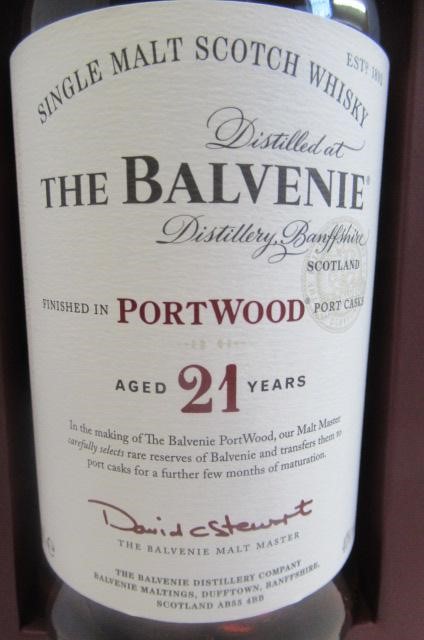 SINGLE MALT SCOTCH WHISKY
ESTD 1892
Distilled at
THE BALVENIE®
Distillery, Banffshire
SCOTLAND
FINISHED IN PORTWOOD® PORT CASKS
AGED 21 YEARS
In the making of The Balvenie PortWood, our Malt Master
carefully selects rare reserves of Balvenie and transfers them to
port casks for a further few months of maturation.
David C Stewart
THE BALVENIE MALT MASTER
THE BALVENIE DISTILLERY COMPANY
BALVENIE MALTINGS, DUFFTOWN, BANFFSHIRE,
SCOTLAND AB55 4BB